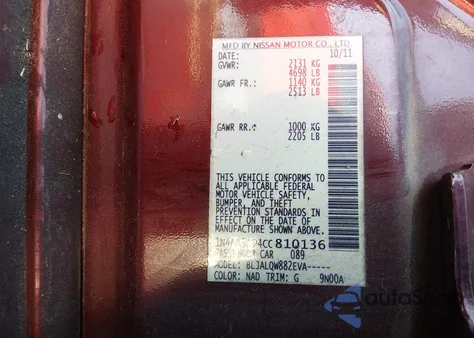 MFD BY NISSAN MOTOR CO., LTD.
DATE: 10/11
GVWR: 2131 KG
4698 LB
GAWR FR.: 1140 KG
2513 LB
GAWR RR.: 1000 KG
2205 LB
THIS VEHICLE CONFORMS TO
ALL APPLICABLE FEDERAL
MOTOR VEHICLE SAFETY,
BUMPER, AND THEFT
PREVENTION STANDARDS IN
EFFECT ON THE DATE
OF MANUFACTURE SHOWN
ABOVE.
810136
CAR 089
MODEL: BLJALQW882EVA-----
COLOR: NAD TRIM: G 9N00A